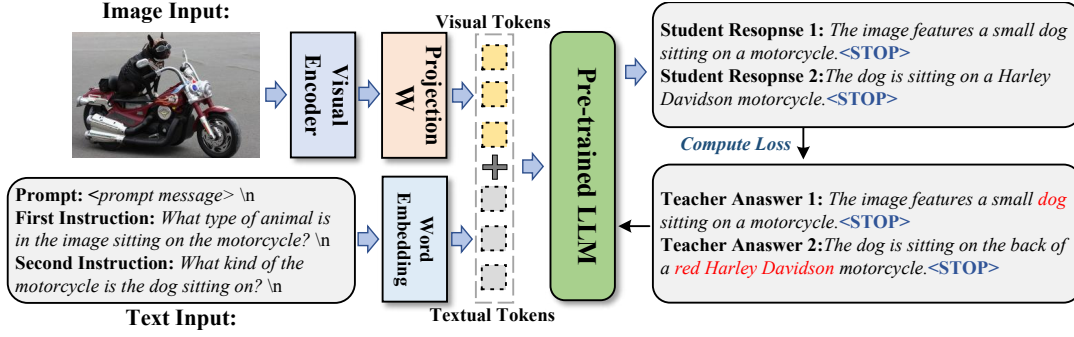 Image Input:
Visual Encoder
Projection W
Visual Tokens
Pre-trained LLM
Student Resopnse 1: The image features a small dog
sitting on a motorcycle.<STOP>
Student Resopnse 2:The dog is sitting on a Harley
Davidson motorcycle.<STOP>
Compute Loss
Prompt: <prompt message> \n
First Instruction: What type of animal is
in the image sitting on the motorcycle? \n
Second Instruction: What kind of the
motorcycle is the dog sitting on? \n
Text Input:
Word Embedding
Textual Tokens
Teacher Anaswer 1: The image features a small dog
sitting on a motorcycle.<STOP>
Teacher Anaswer 2:The dog is sitting on the back of
a red Harley Davidson motorcycle.<STOP>